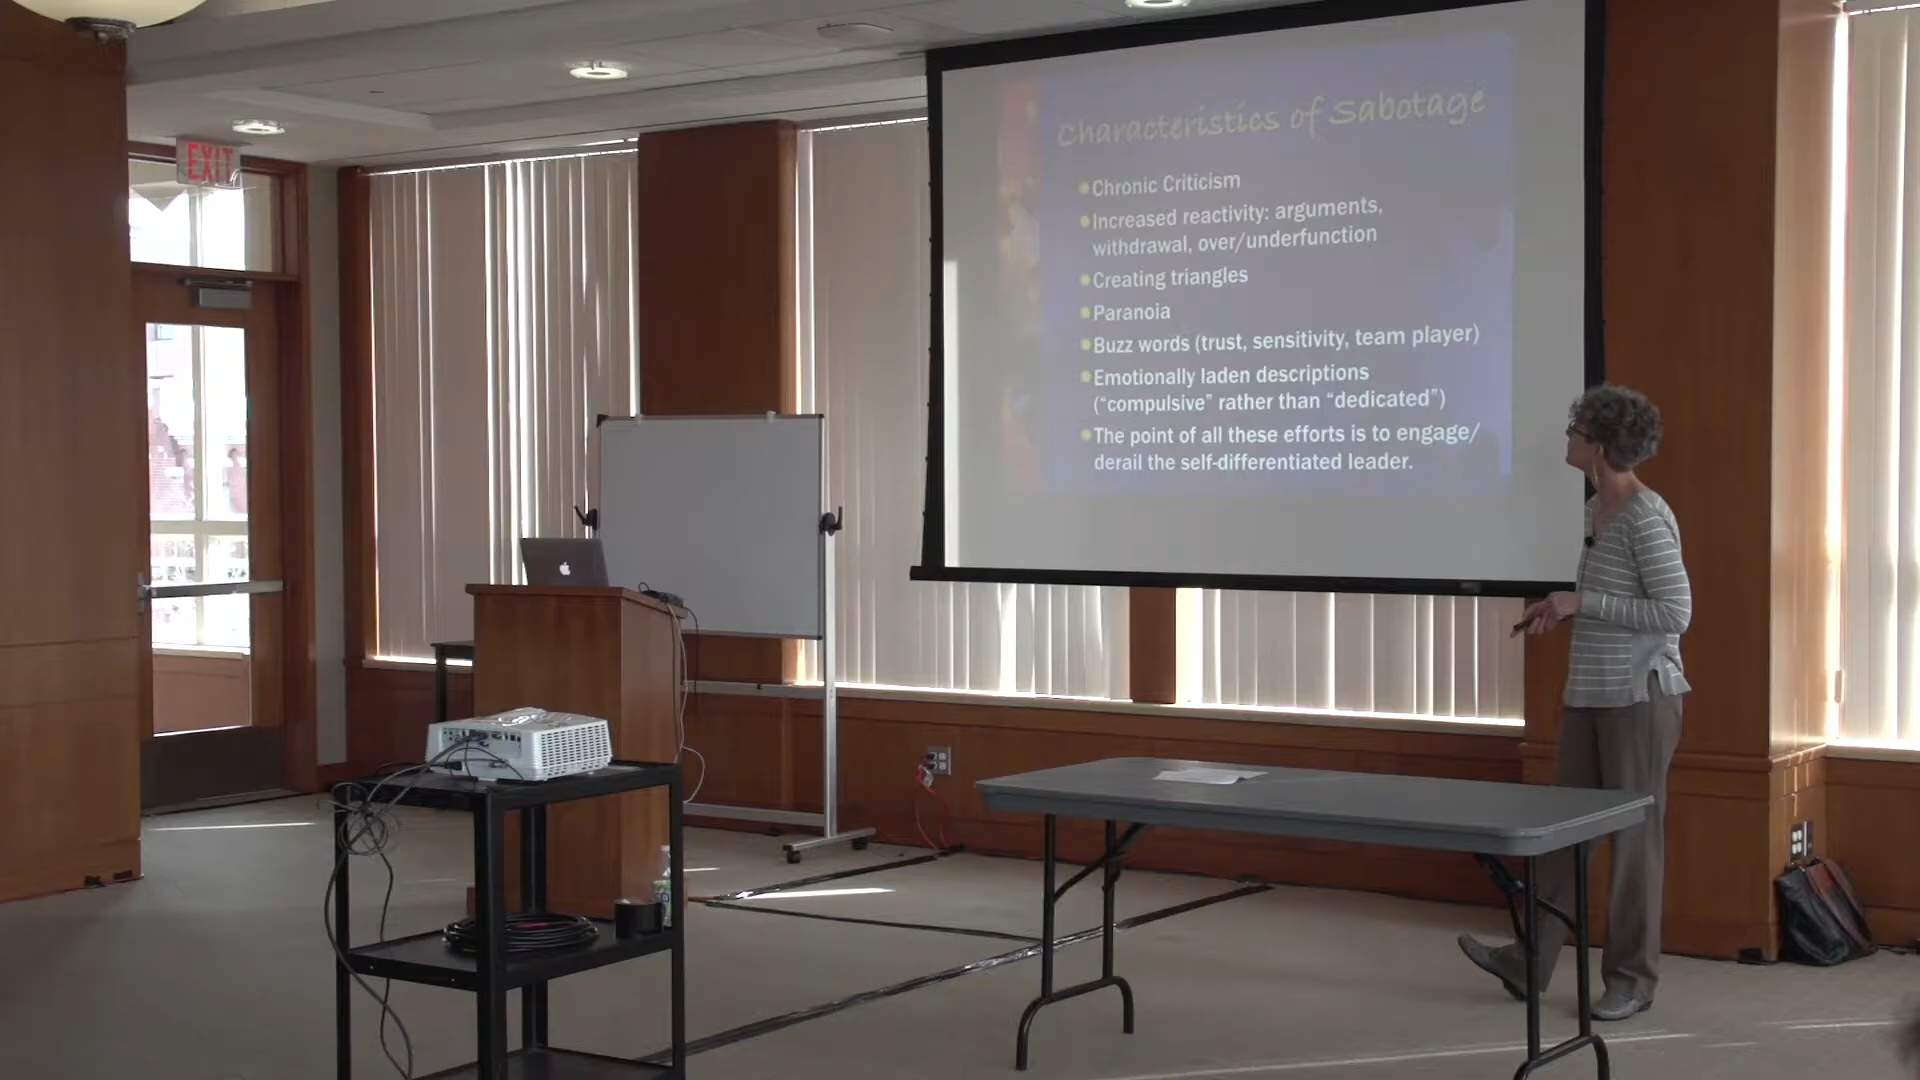 EXIT
Characteristics of Sabotage
•Chronic Criticism
•Increased reactivity: arguments,
withdrawal, over/underfunction
•Creating triangles
•Paranoia
•Buzz words (trust, sensitivity, team player)
•Emotionally laden descriptions
(“compulsive” rather than “dedicated”)
•The point of all these efforts is to engage/
derail the self-differentiated leader.